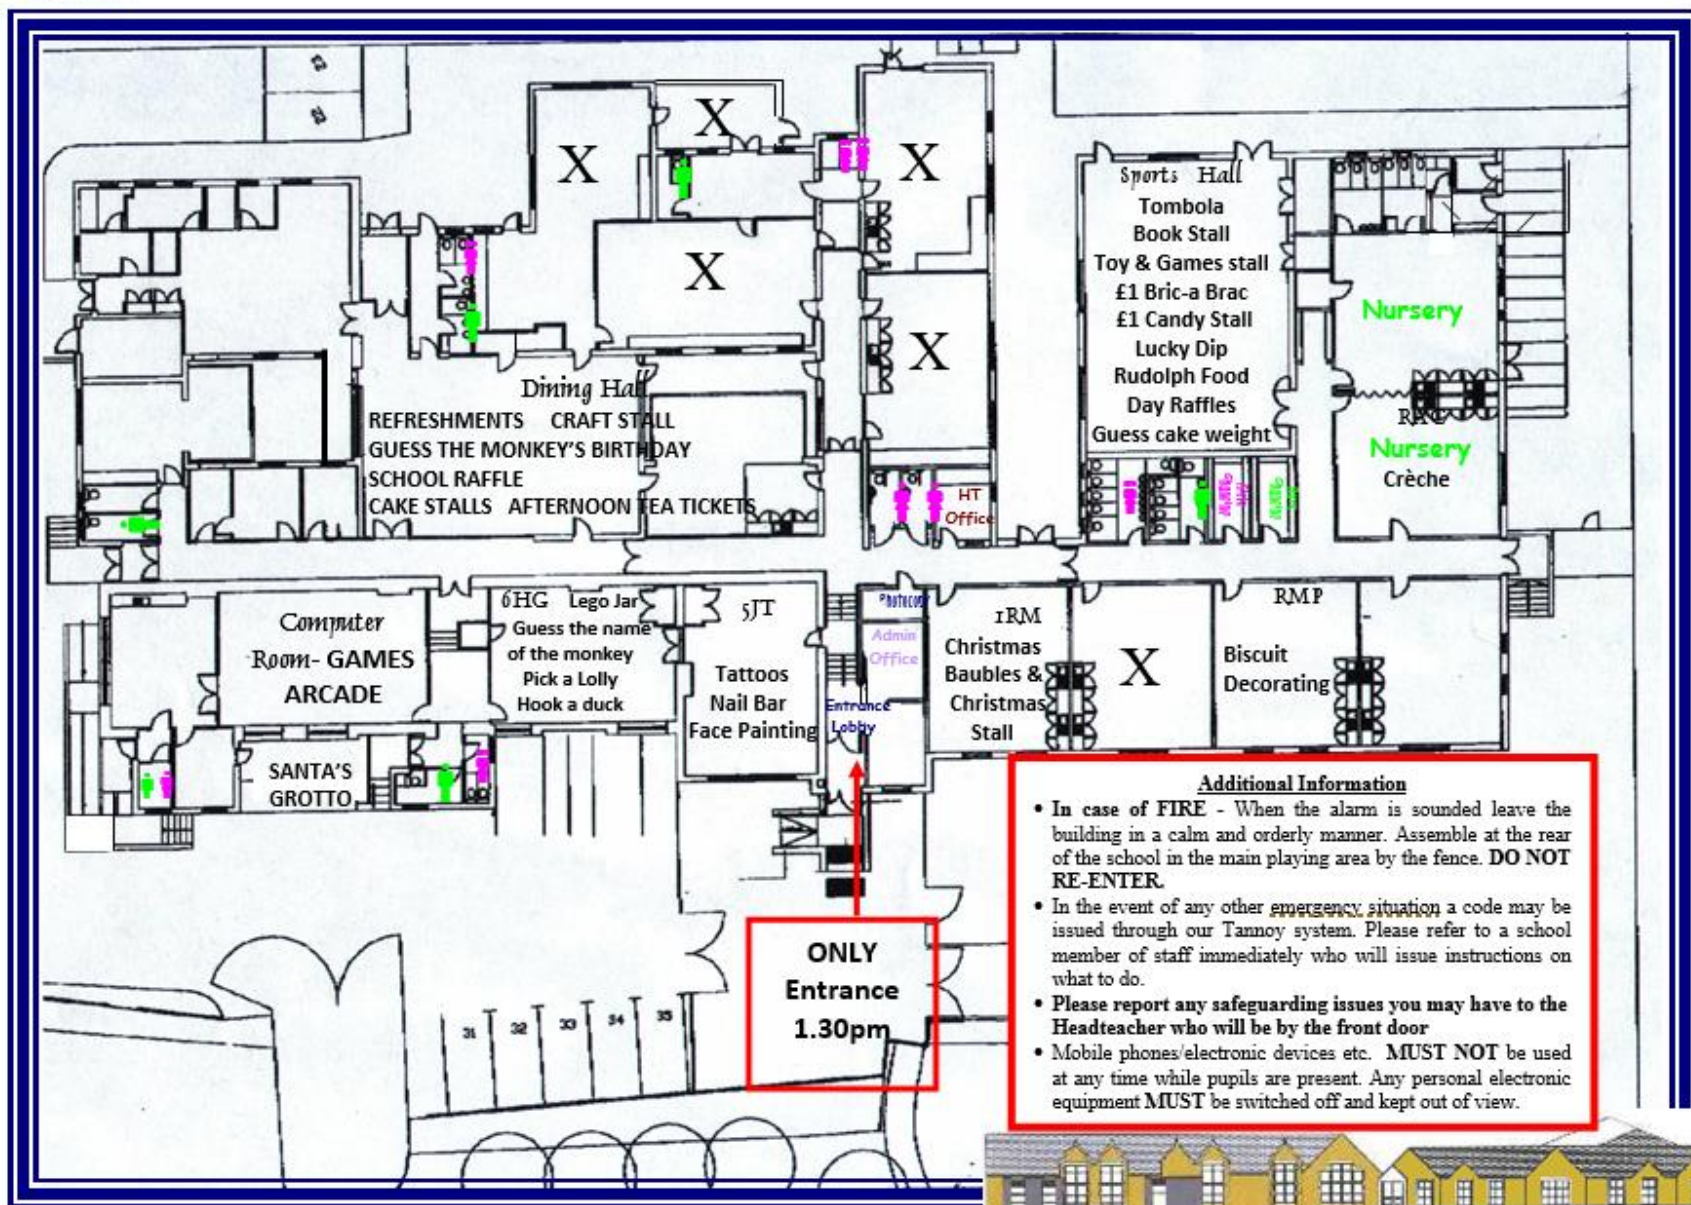 X
X
X
X
X
Sports Hall
Tombola
Book Stall
Toy & Games stall
£1 Bric-a Brac
£1 Candy Stall
Lucky Dip
Rudolph Food
Day Raffles
Guess cake weight
Nursery
Nursery
Crèche
Dining Hall
REFRESHMENTS CRAFT STALL
GUESS THE MONKEY'S BIRTHDAY
SCHOOL RAFFLE
CAKE STALLS AFTERNOON TEA TICKETS
HT
Office
Computer
Room- GAMES
ARCADE
6HG Lego Jar
Guess the name
of the monkey
Pick a Lolly
Hook a duck
5JT
Tattoos
Nail Bar
Face Painting
Photocopy
Admin
Office
Entrance
Lobby
1RM
Christmas
Baubles &
Christmas
Stall
X
RMP
Biscuit
Decorating
SANTA'S
GROTTO
ONLY
Entrance
1.30pm
31 32 33 34 35
Additional Information
• In case of FIRE - When the alarm is sounded leave the
building in a calm and orderly manner. Assemble at the rear
of the school in the main playing area by the fence. DO NOT
RE-ENTER.
• In the event of any other emergency situation a code may be
issued through our Tannoy system. Please refer to a school
member of staff immediately who will issue instructions on
what to do.
• Please report any safeguarding issues you may have to the
Headteacher who will be by the front door
• Mobile phones/electronic devices etc. MUST NOT be used
at any time while pupils are present. Any personal electronic
equipment MUST be switched off and kept out of view.